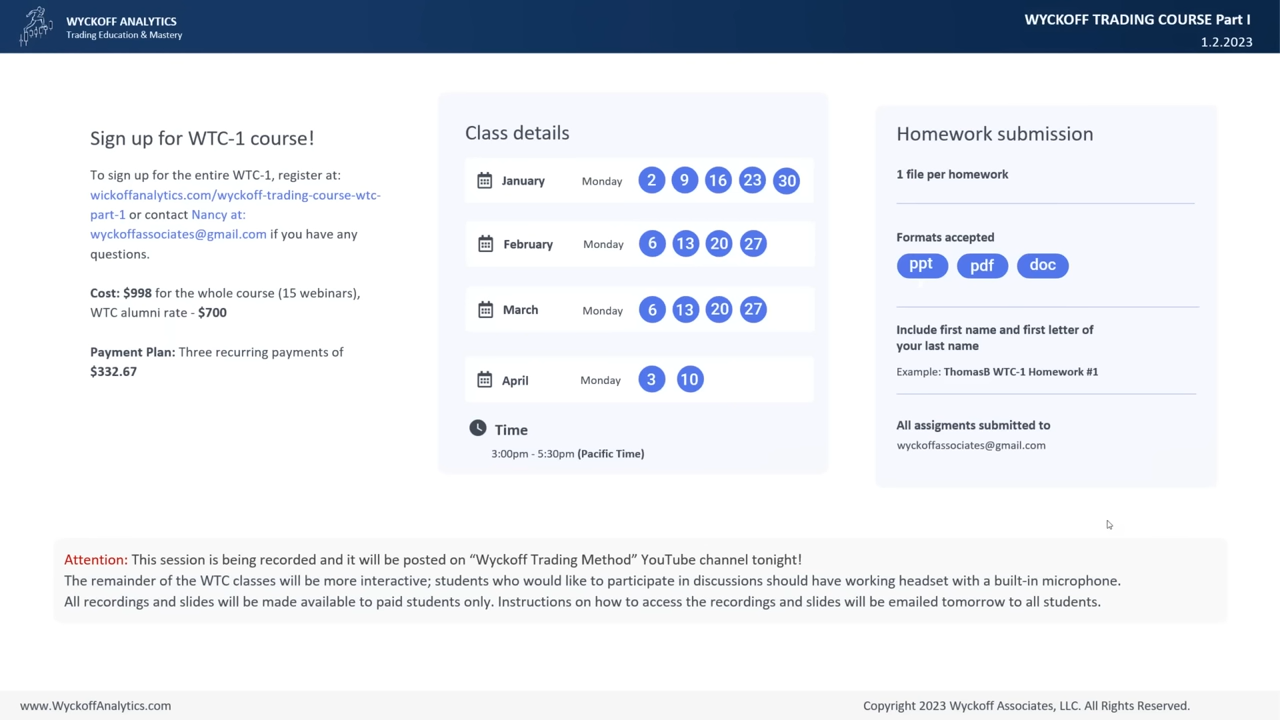 WYCKOFF ANALYTICS
Trading Education & Mastery
WYCKOFF TRADING COURSE Part I
1.2.2023
Sign up for WTC-1 course!
To sign up for the entire WTC-1, register at:
wickoffanalytics.com/wyckoff-trading-course-wtc-
part-1 or contact Nancy at:
wyckoffassociates@gmail.com if you have any
questions.
Cost: $998 for the whole course (15 webinars),
WTC alumni rate - $700
Payment Plan: Three recurring payments of
$332.67
Class details
January Monday 2 9 16 23 30
February Monday 6 13 20 27
March Monday 6 13 20 27
April Monday 3 10
Time
3:00pm - 5:30pm (Pacific Time)
Homework submission
1 file per homework
Formats accepted
ppt pdf doc
Include first name and first letter of
your last name
Example: ThomasB WTC-1 Homework #1
All assigments submitted to
wyckoffassociates@gmail.com
Attention: This session is being recorded and it will be posted on “Wyckoff Trading Method” YouTube channel tonight!
The remainder of the WTC classes will be more interactive; students who would like to participate in discussions should have working headset with a built-in microphone.
All recordings and slides will be made available to paid students only. Instructions on how to access the recordings and slides will be emailed tomorrow to all students.
www.WyckoffAnalytics.com
Copyright 2023 Wyckoff Associates, LLC. All Rights Reserved.